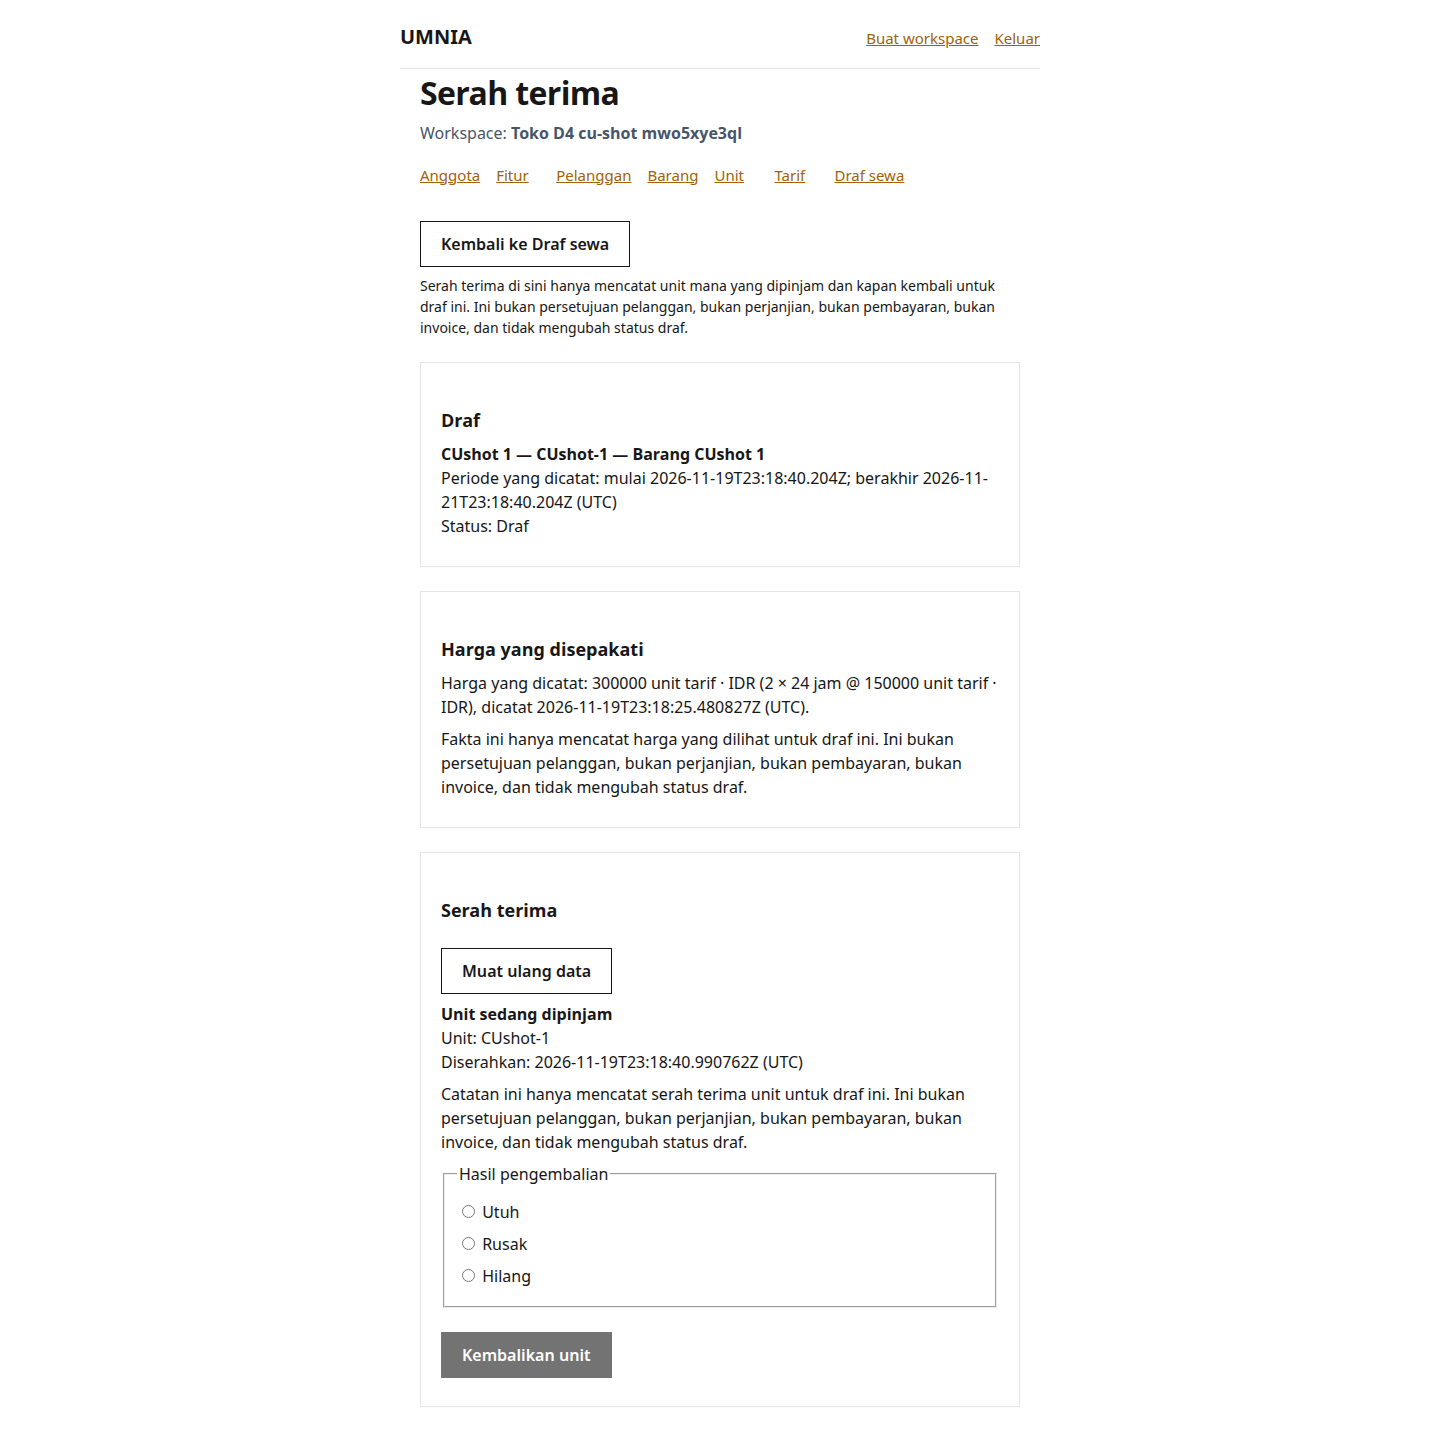 UMNIA
Buat workspace Keluar
Serah terima
Workspace: Toko D4 cu-shot mwo5xye3ql
Anggota Fitur Pelanggan Barang Unit Tarif Draf sewa
Kembali ke Draf sewa
Serah terima di sini hanya mencatat unit mana yang dipinjam dan kapan kembali untuk
draf ini. Ini bukan persetujuan pelanggan, bukan perjanjian, bukan pembayaran, bukan
invoice, dan tidak mengubah status draf.
Draf
CUshot 1 — CUshot-1 — Barang CUshot 1
Periode yang dicatat: mulai 2026-11-19T23:18:40.204Z; berakhir 2026-11-
21T23:18:40.204Z (UTC)
Status: Draf
Harga yang disepakati
Harga yang dicatat: 300000 unit tarif · IDR (2 × 24 jam @ 150000 unit tarif ·
IDR), dicatat 2026-11-19T23:18:25.480827Z (UTC).
Fakta ini hanya mencatat harga yang dilihat untuk draf ini. Ini bukan
persetujuan pelanggan, bukan perjanjian, bukan pembayaran, bukan
invoice, dan tidak mengubah status draf.
Serah terima
Muat ulang data
Unit sedang dipinjam
Unit: CUshot-1
Diserahkan: 2026-11-19T23:18:40.990762Z (UTC)
Catatan ini hanya mencatat serah terima unit untuk draf ini. Ini bukan
persetujuan pelanggan, bukan perjanjian, bukan pembayaran, bukan
invoice, dan tidak mengubah status draf.
Hasil pengembalian
Utuh
Rusak
Hilang
Kembalikan unit